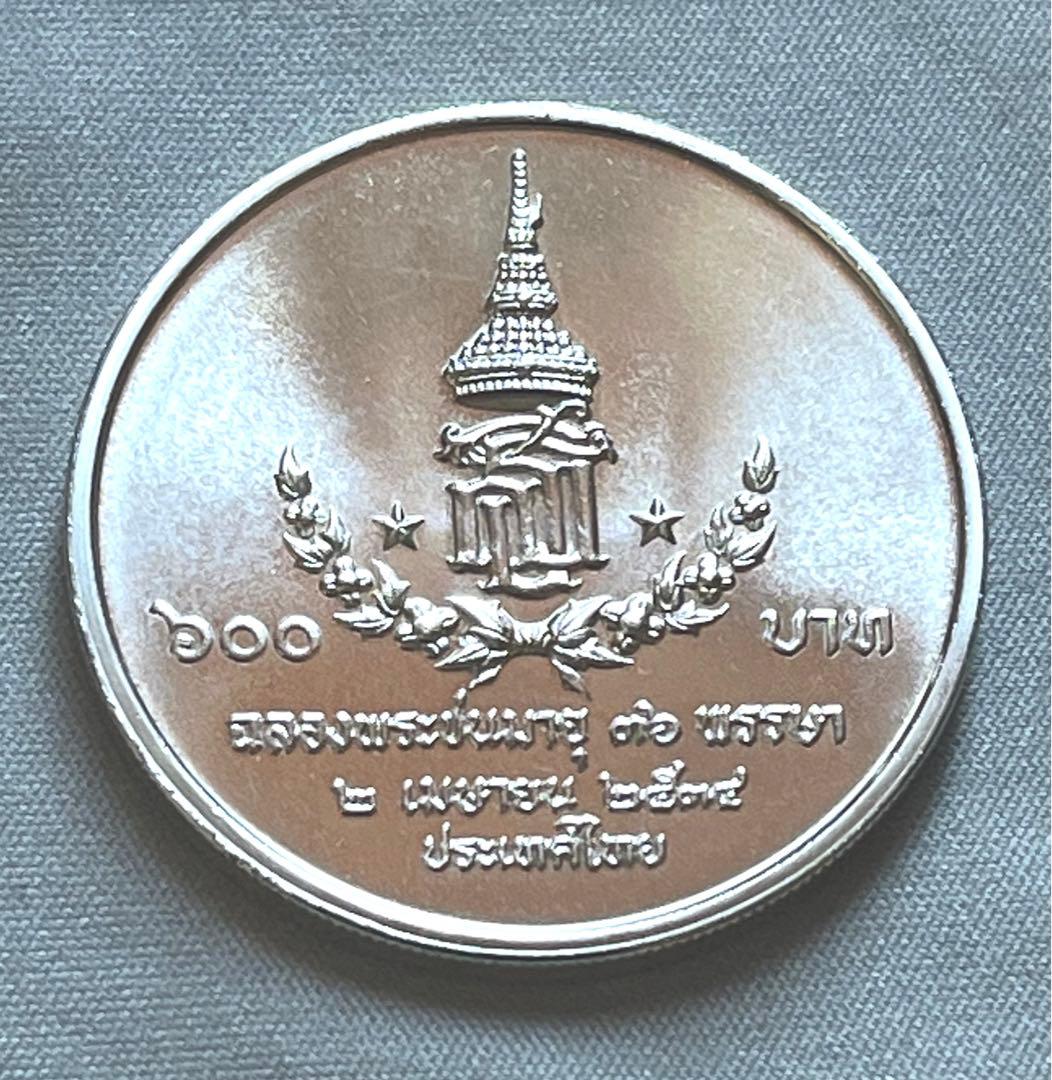 ๖๐๐ บาท
ฉลองพระชนมายุ ๓๖ พรรษา
๒ เมษายน ๒๕๓๔
ประเทศไทย